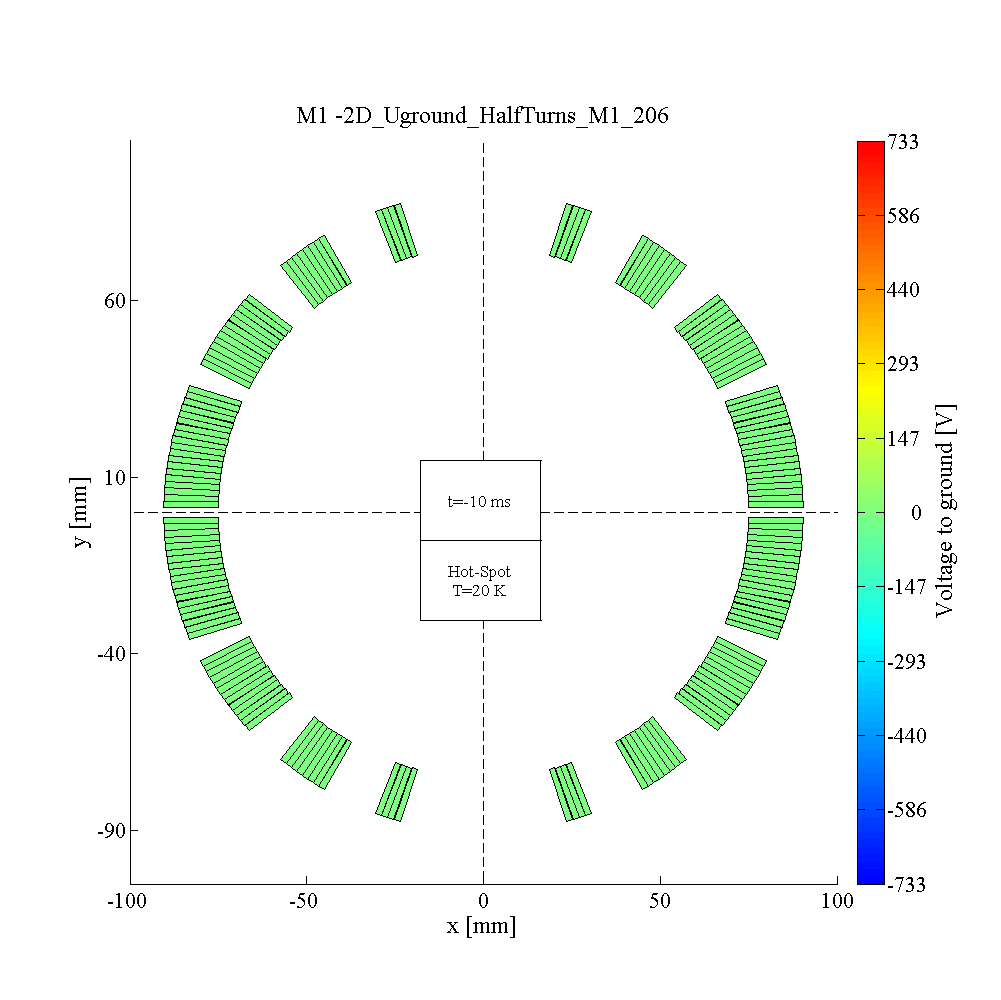 M1 -2D_Uground_HalfTurns_M1_206
733
586
440
293
147
0
-147
-293
-440
-586
-733
Voltage to ground [V]
60
10
-40
-90
y [mm]
t=-10 ms
Hot-Spot
T=20 K
-100
-50
0
50
100
x [mm]